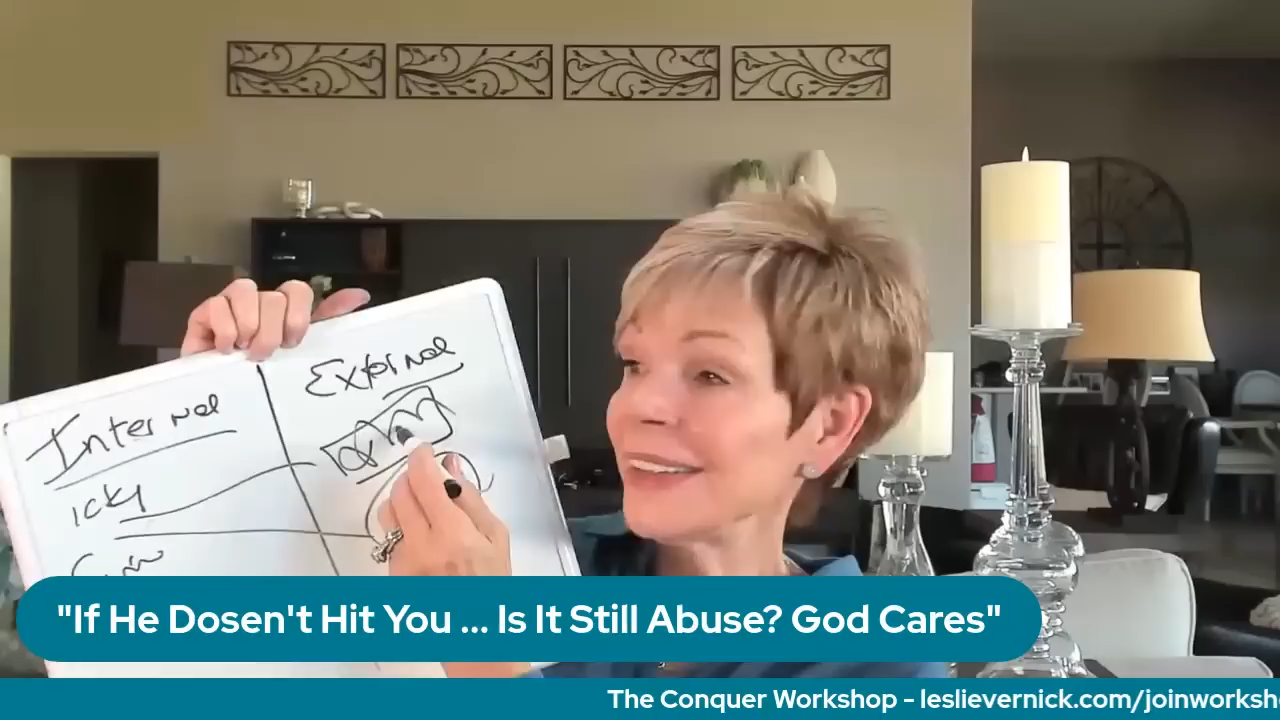 Internal
External
icky
"If He Dosen't Hit You ... Is It Still Abuse? God Cares"
The Conquer Workshop - leslievernick.com/joinworksh